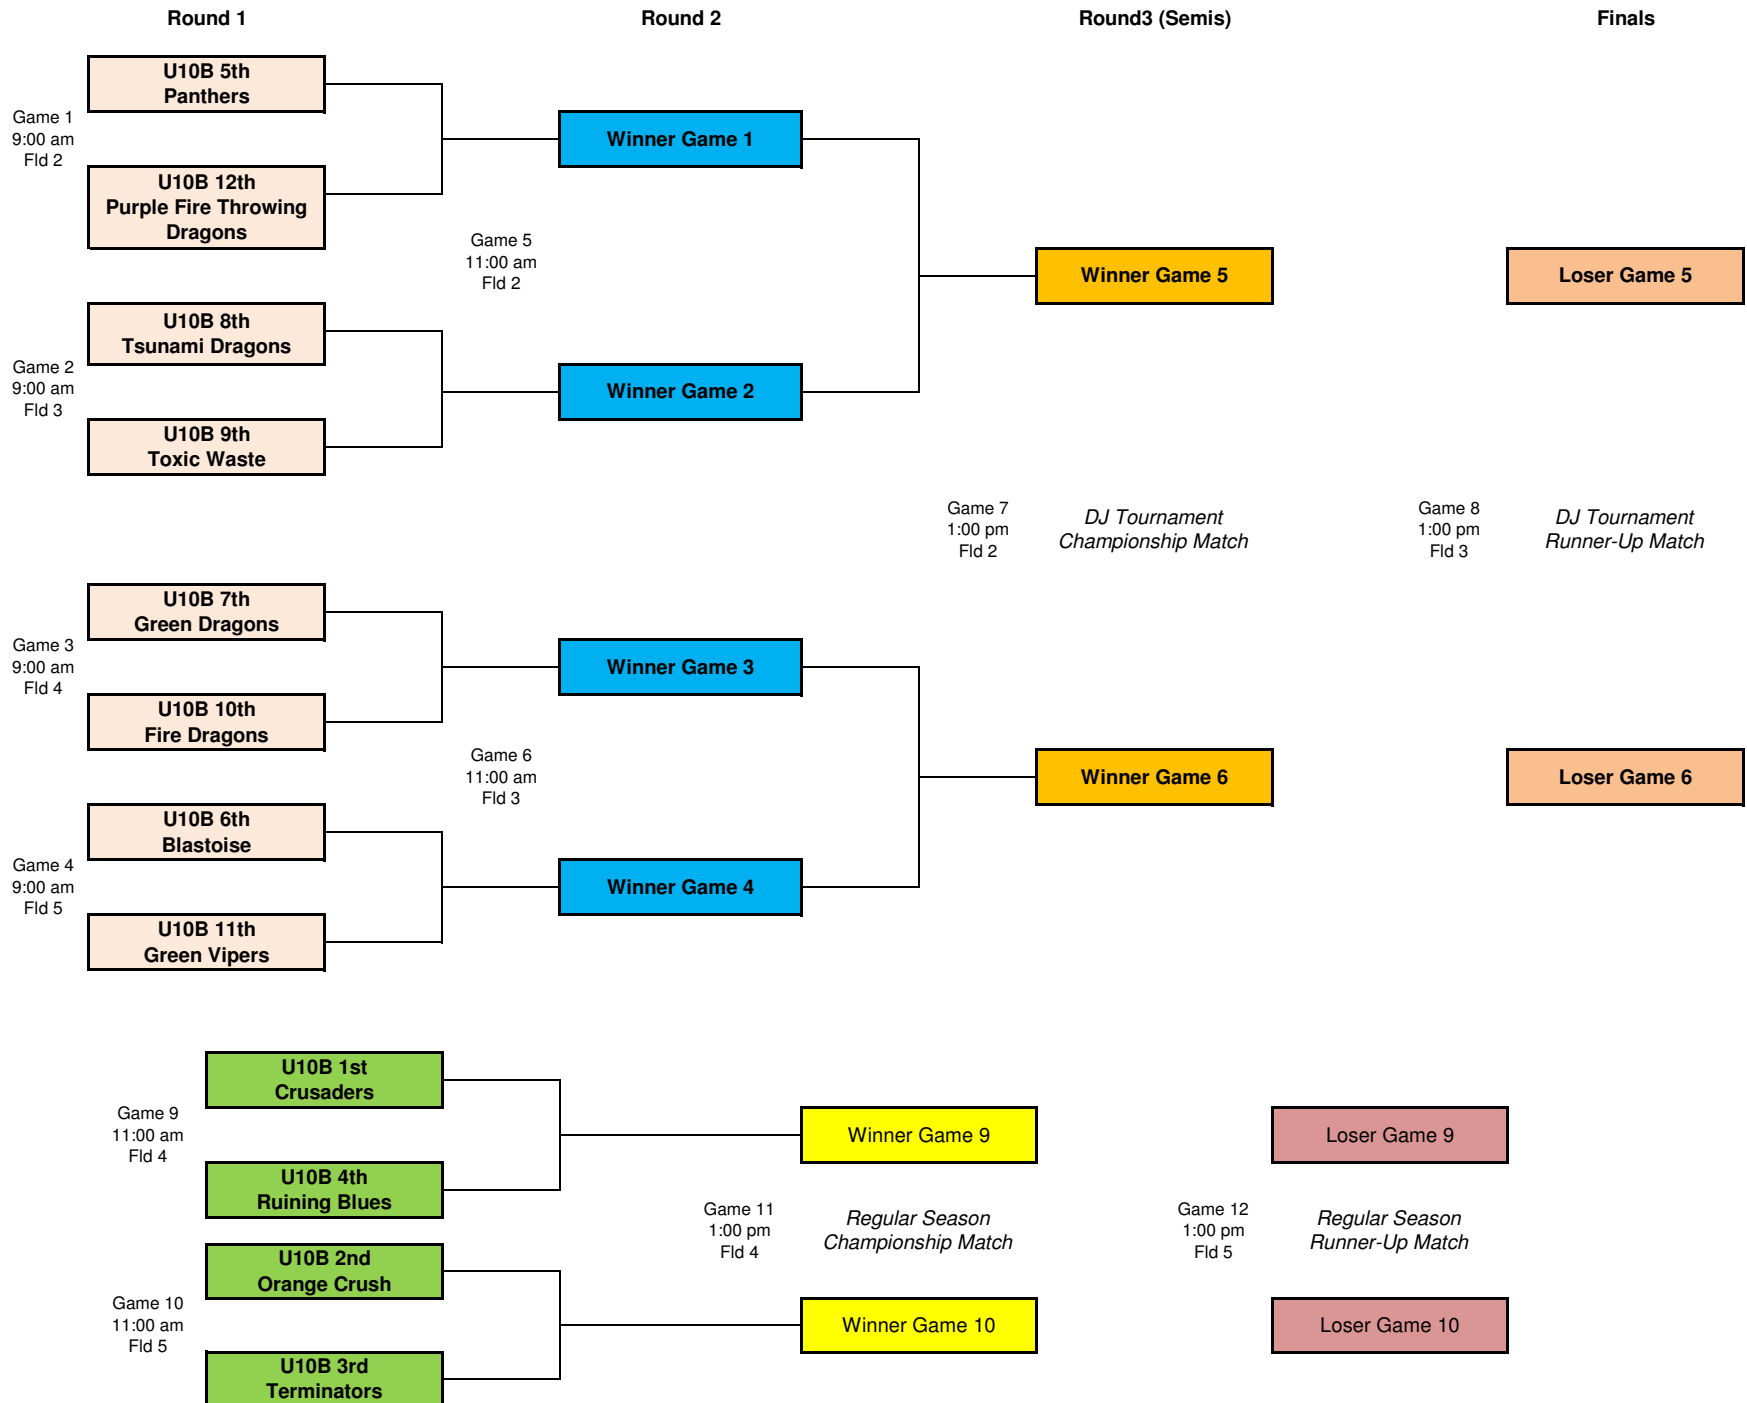 Round 1
Round 2
Round3 (Semis)
Finals
U10B 5th
Panthers
Game 1
9:00 am
Fld 2
Winner Game 1
U10B 12th
Purple Fire Throwing
Dragons
Game 5
11:00 am
Fld 2
Winner Game 5
Loser Game 5
U10B 8th
Tsunami Dragons
Game 2
9:00 am
Fld 3
Winner Game 2
U10B 9th
Toxic Waste
Game 7
1:00 pm
Fld 2
DJ Tournament
Championship Match
Game 8
1:00 pm
Fld 3
DJ Tournament
Runner-Up Match
U10B 7th
Green Dragons
Game 3
9:00 am
Fld 4
Winner Game 3
U10B 10th
Fire Dragons
Game 6
11:00 am
Fld 3
Winner Game 6
Loser Game 6
U10B 6th
Blastoise
Game 4
9:00 am
Fld 5
Winner Game 4
U10B 11th
Green Vipers
U10B 1st
Crusaders
Game 9
11:00 am
Fld 4
Winner Game 9
Loser Game 9
U10B 4th
Ruining Blues
Game 11
1:00 pm
Fld 4
Regular Season
Championship Match
Game 12
1:00 pm
Fld 5
Regular Season
Runner-Up Match
U10B 2nd
Orange Crush
Game 10
11:00 am
Fld 5
Winner Game 10
Loser Game 10
U10B 3rd
Terminators